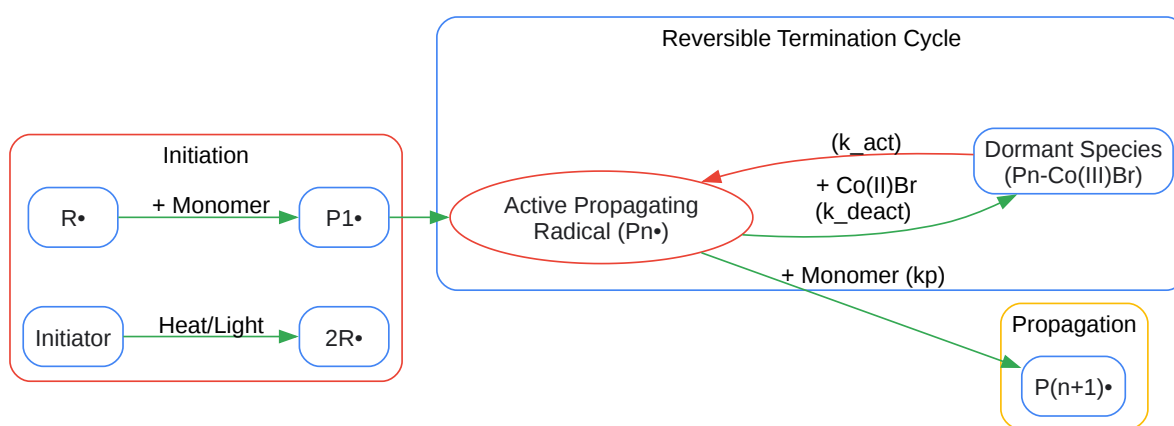 Reversible Termination Cycle
Initiation
R•
+ Monomer
P1•
Initiator
Heat/Light
2R•
Active Propagating
Radical (Pn•)
(k_act)
+ Co(II)Br
(k_deact)
Dormant Species
(Pn-Co(III)Br)
+ Monomer (kp)
Propagation
P(n+1)•